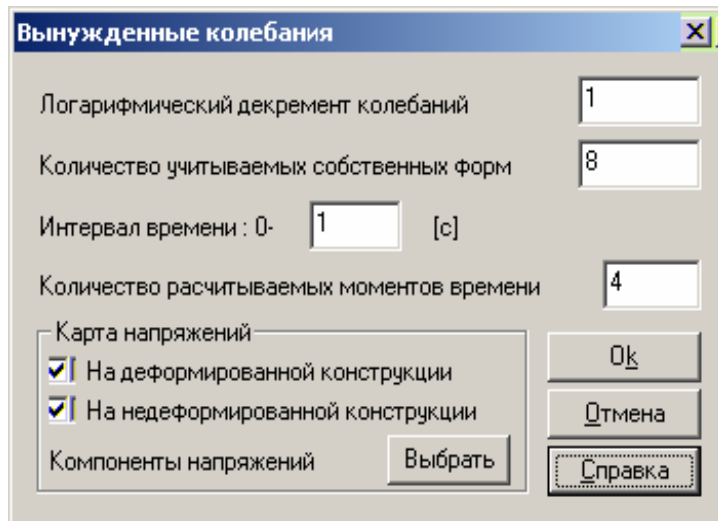 Вынужденные колебания
Логарифмический декремент колебаний 1
Количество учитываемых собственных форм 8
Интервал времени : 0- 1 [с]
Количество расчитываемых моментов времени 4
Карта напряжений
На деформированной конструкции
На недеформированной конструкции
Компоненты напряжений Выбрать
Ok
Отмена
Справка